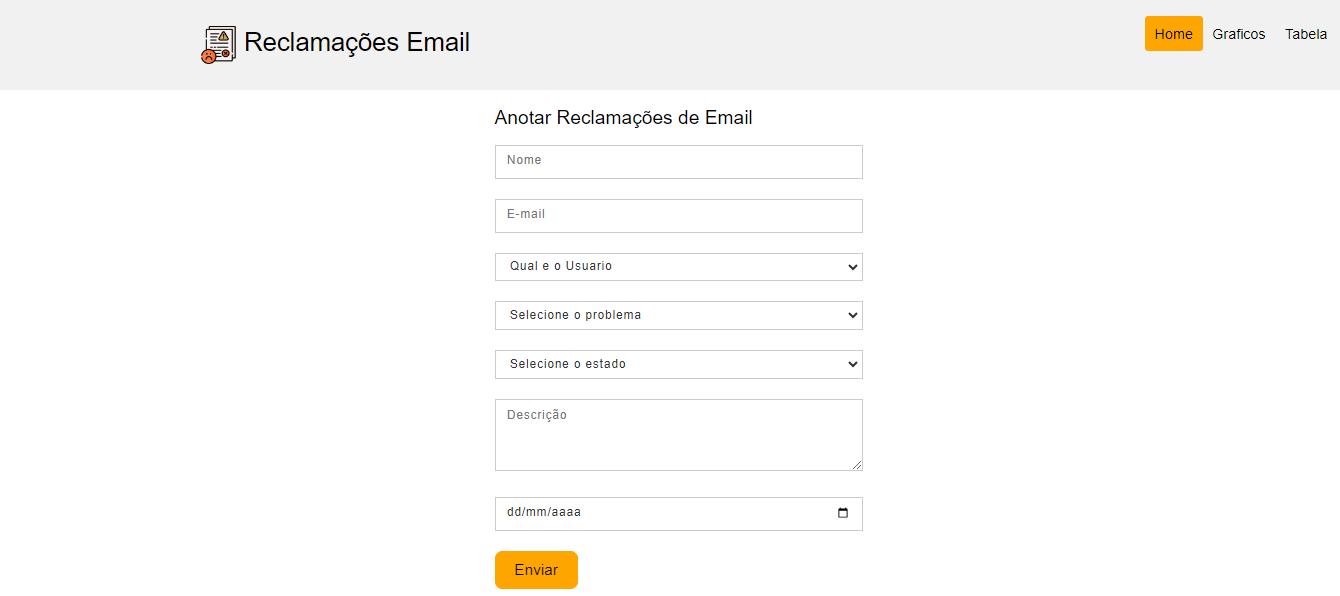 Reclamações Email
Home Graficos Tabela
Anotar Reclamações de Email
Nome
E-mail
Qual e o Usuario
Selecione o problema
Selecione o estado
Descrição
dd/mm/aaaa
Enviar